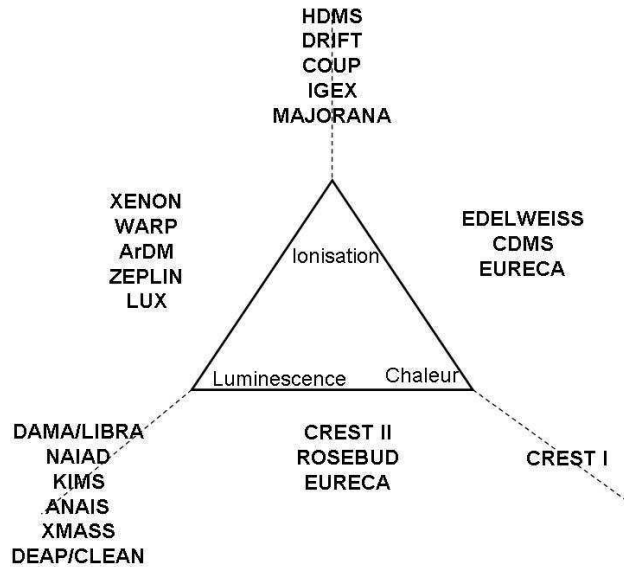 HDMS
DRIFT
COUP
IGEX
MAJORANA
XENON
WARP
ArDM
ZEPLIN
LUX
EDELWEISS
CDMS
EURECA
Ionisation
Luminescence
Chaleur
DAMA/LIBRA
NAIAD
KIMS
ANAIS
XMASS
DEAP/CLEAN
CREST II
ROSEBUD
EURECA
CREST I